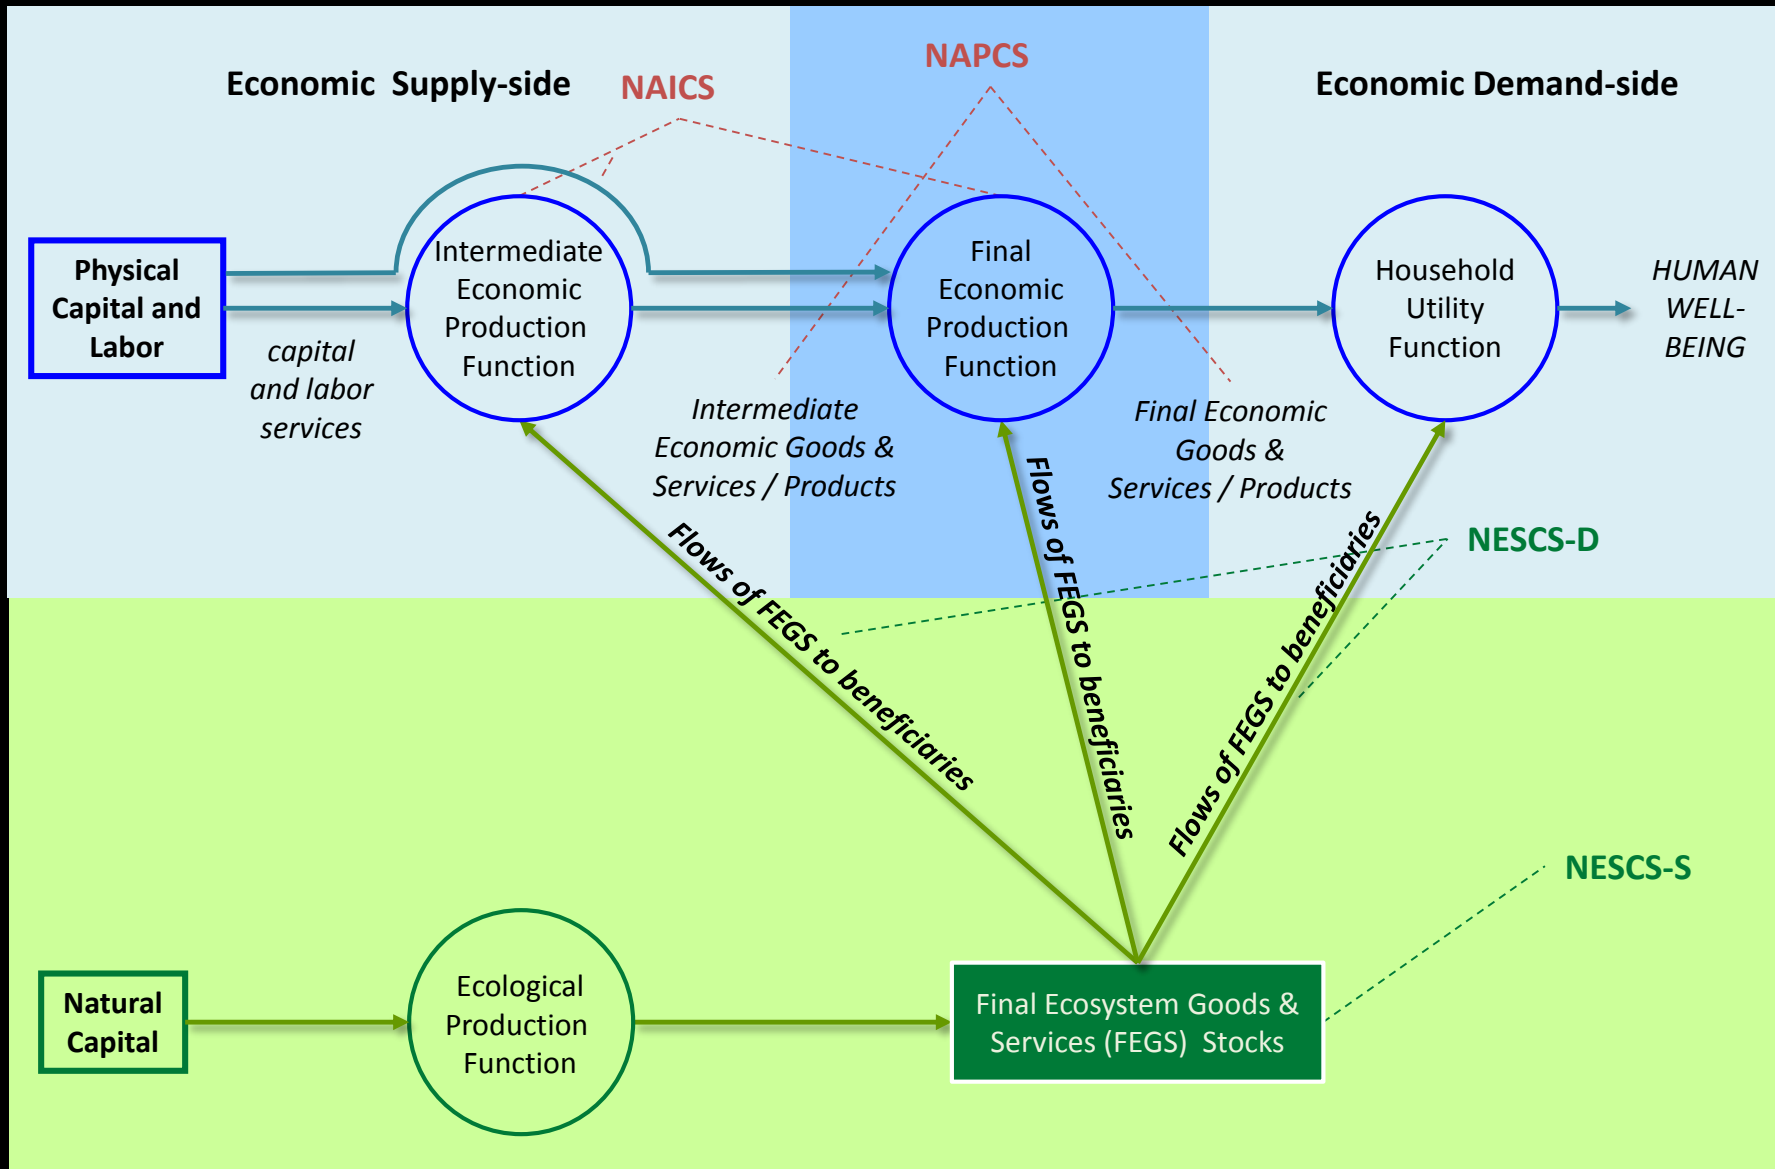 Economic Supply-side
NAICS
NAPCS
Economic Demand-side
Physical
Capital and
Labor
capital
and labor
services
Intermediate
Economic
Production
Function
Intermediate
Economic Goods &
Services / Products
Final
Economic
Production
Function
Final Economic
Goods &
Services / Products
Household
Utility
Function
HUMAN
WELL-
BEING
Flows of FEGS to beneficiaries
Flows of FEGS to beneficiaries
Flows of FEGS to beneficiaries
NESCS-D
NESCS-S
Natural
Capital
Ecological
Production
Function
Final Ecosystem Goods &
Services (FEGS) Stocks